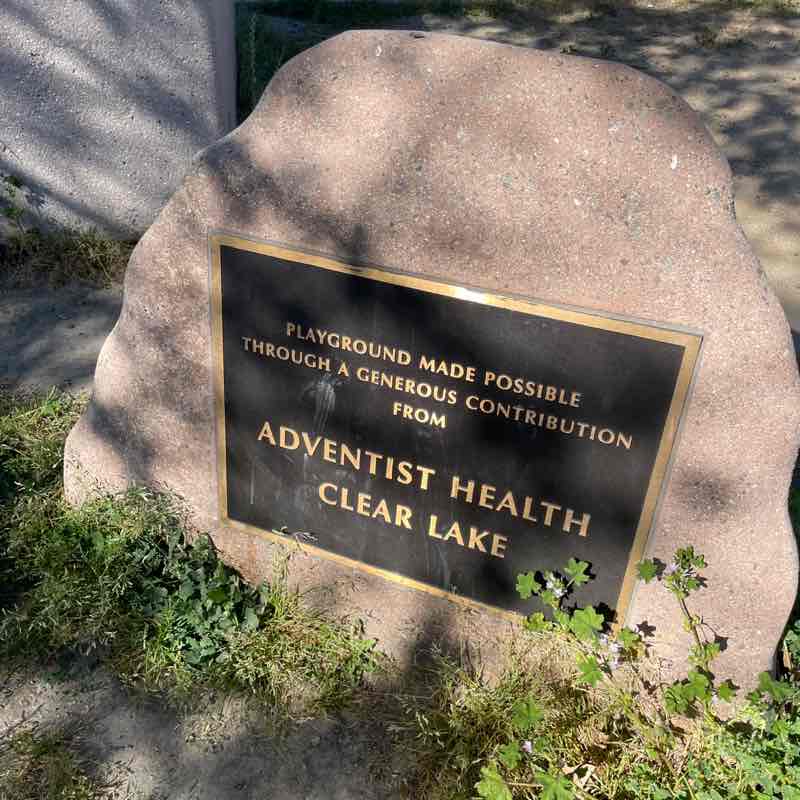 PLAYGROUND MADE POSSIBLE
THROUGH A GENEROUS CONTRIBUTION
FROM
ADVENTIST HEALTH
CLEAR LAKE